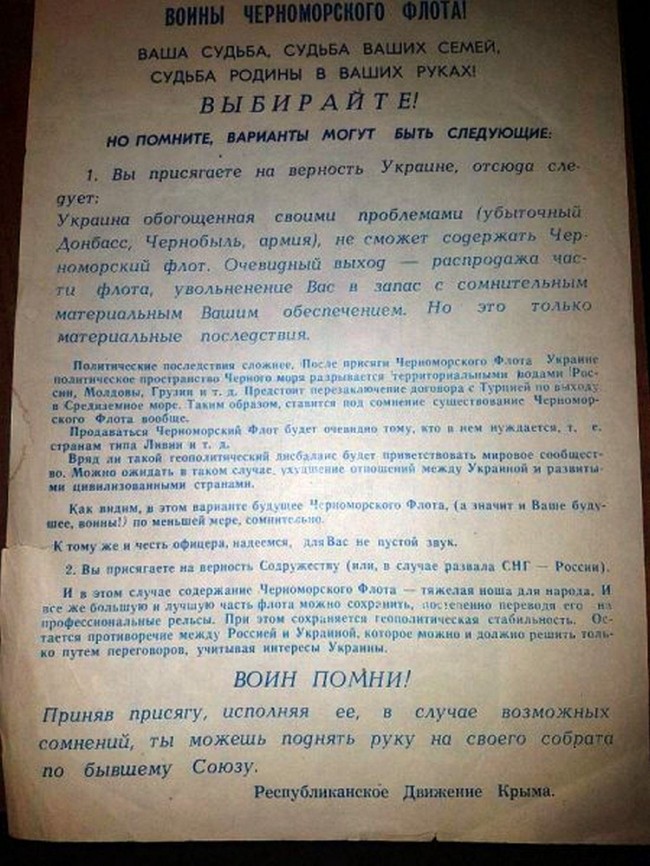 ВОИНЫ ЧЕРНОМОРСКОГО ФЛОТА!
ВАША СУДЬБА, СУДЬБА ВАШИХ СЕМЕЙ,
СУДЬБА РОДИНЫ В ВАШИХ РУКАХ!
ВЫБИРАЙТЕ!
НО ПОМНИТЕ, ВАРИАНТЫ МОГУТ БЫТЬ СЛЕДУЮЩИЕ:
1. Вы присягаете на верность Украине, отсюда сле-
дует:
Украина обогощенная своими проблемами (убыточный
Донбасс, Чернобыль, армия), не сможет содержать Чер-
номорский флот. Очевидный выход — распродажа час-
ти флота, увольненение Вас в запас с сомнительным
материальным Вашим обеспечением. Но это только
материальные последствия.
Политические последствия сложнее. После присяги Черноморского Флота Украине
политическое пространство Черного моря разрывается территориальными водами Рос-
сии, Молдовы, Грузии и т. д. Предстоит перезаключение договора с Турцией по выходу
в Средиземное море. Таким образом, ставится под сомнение существование Черномор-
ского Флота вообще.
Продаваться Черноморский Флот будет очевидно тому, кто в нем нуждается, т. е.
странам типа Ливии и т. д.
Вряд ли такой геополитический дисбаланс будет приветствовать мировое сообщест-
во. Можно ожидать в таком случае, ухудшение отношений между Украиной и развиты-
ми цивилизованными странами.
Как видим, в этом варианте будущее Черноморского Флота, (а значит и Ваше буду-
щее, воины!) по меньшей мере, сомнительно.
К тому же и честь офицера, надеемся, для Вас не пустой звук.
2. Вы присягаете на верность Содружеству (или, в случае развала СНГ — России).
И в этом случае содержание Черноморского Флота — тяжелая ноша для народа. И
все же большую и лучшую часть флота можно сохранить, постепенно переводя его на
профессиональные рельсы. При этом сохраняется геополитическая стабильность. Ос-
тается противоречие между Россией и Украиной, которое можно и должно решить толь-
ко путем переговоров, учитывая интересы Украины.
ВОИН ПОМНИ!
Приняв присягу, исполняя ее, в случае возможных
сомнений, ты можешь поднять руку на своего собрата
по бывшему Союзу.
Республиканское Движение Крыма.